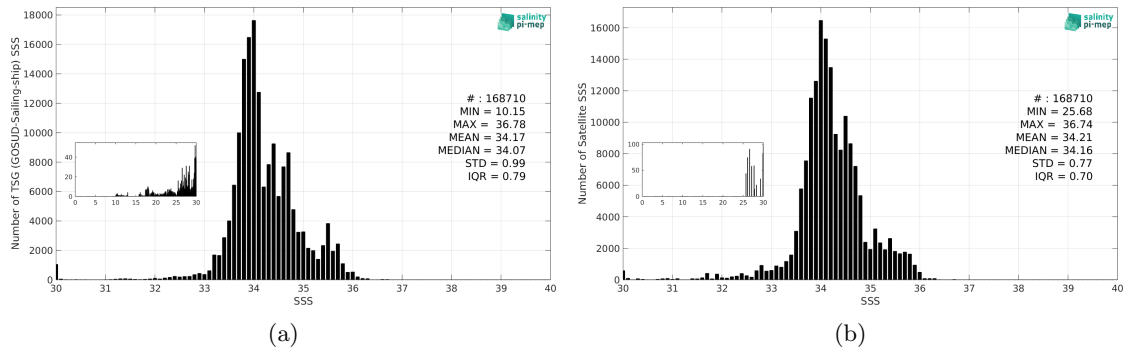 salinity
pi-mep
Number of TSG (GOSUD-Sailing-ship) SSS
18000
16000
14000
12000
10000
8000
6000
4000
2000
0
# : 168710
MIN = 10.15
MAX = 36.78
MEAN = 34.17
MEDIAN = 34.07
STD = 0.99
IQR = 0.79
40
20
0
0 5 10 15 20 25 30
30 31 32 33 34 35 36 37 38 39 40
SSS
(a)
salinity
pi-mep
Number of Satellite SSS
16000
14000
12000
10000
8000
6000
4000
2000
0
# : 168710
MIN = 25.68
MAX = 36.74
MEAN = 34.21
MEDIAN = 34.16
STD = 0.77
IQR = 0.70
100
50
0
0 5 10 15 20 25 30
30 31 32 33 34 35 36 37 38 39 40
SSS
(b)